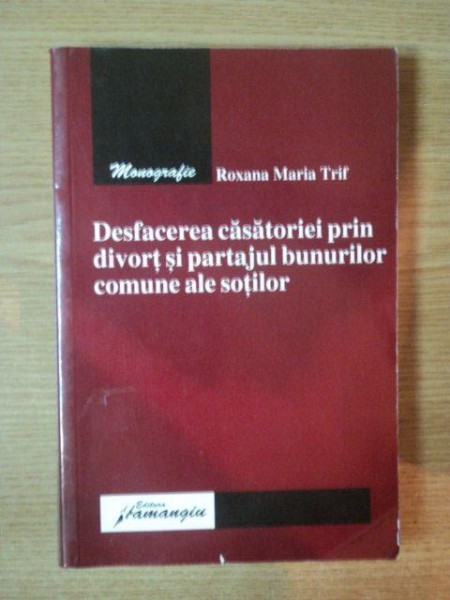 Monografie
Roxana Maria Trif
Desfacerea căsătoriei prin
divorț și partajul bunurilor
comune ale soților
Editura
Hamangiu